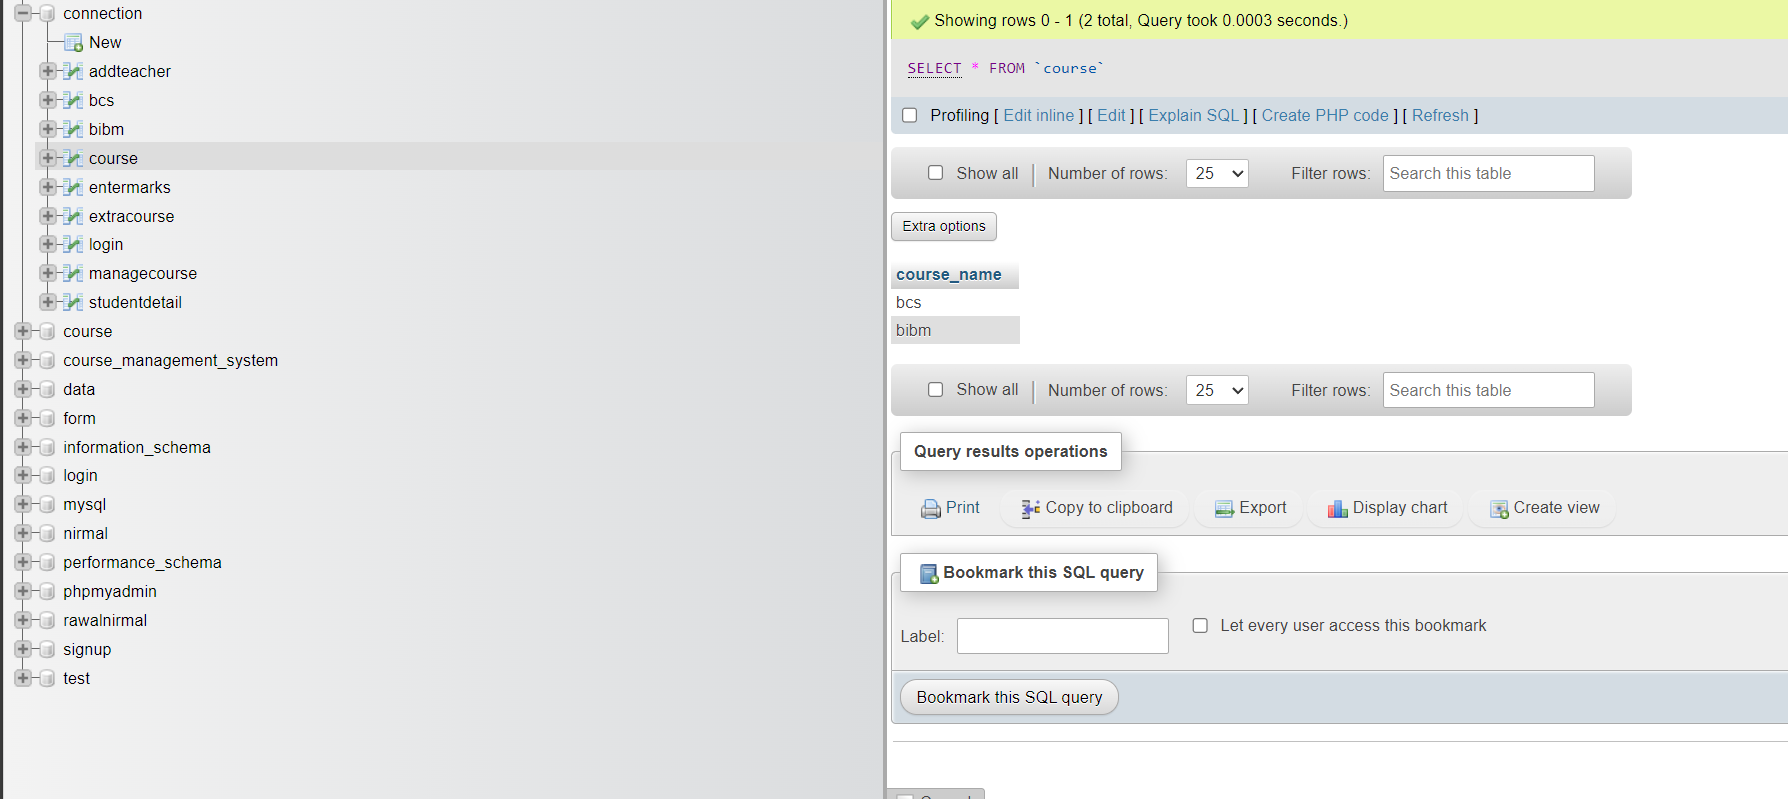 connection
New
addteacher
bcs
bibm
course
entermarks
extracourse
login
managecourse
studentdetail
course
course_management_system
data
form
information_schema
login
mysql
nirmal
performance_schema
phpmyadmin
rawalnirmal
signup
test
Showing rows 0 - 1 (2 total, Query took 0.0003 seconds.)
SELECT * FROM `course`
Profiling [ Edit inline ] [ Edit ] [ Explain SQL ] [ Create PHP code ] [ Refresh ]
Show all Number of rows: 25 Filter rows: Search this table
Extra options
course_name
bcs
bibm
Show all Number of rows: 25 Filter rows: Search this table
Query results operations
Print Copy to clipboard Export Display chart Create view
Bookmark this SQL query
Label: Let every user access this bookmark
Bookmark this SQL query